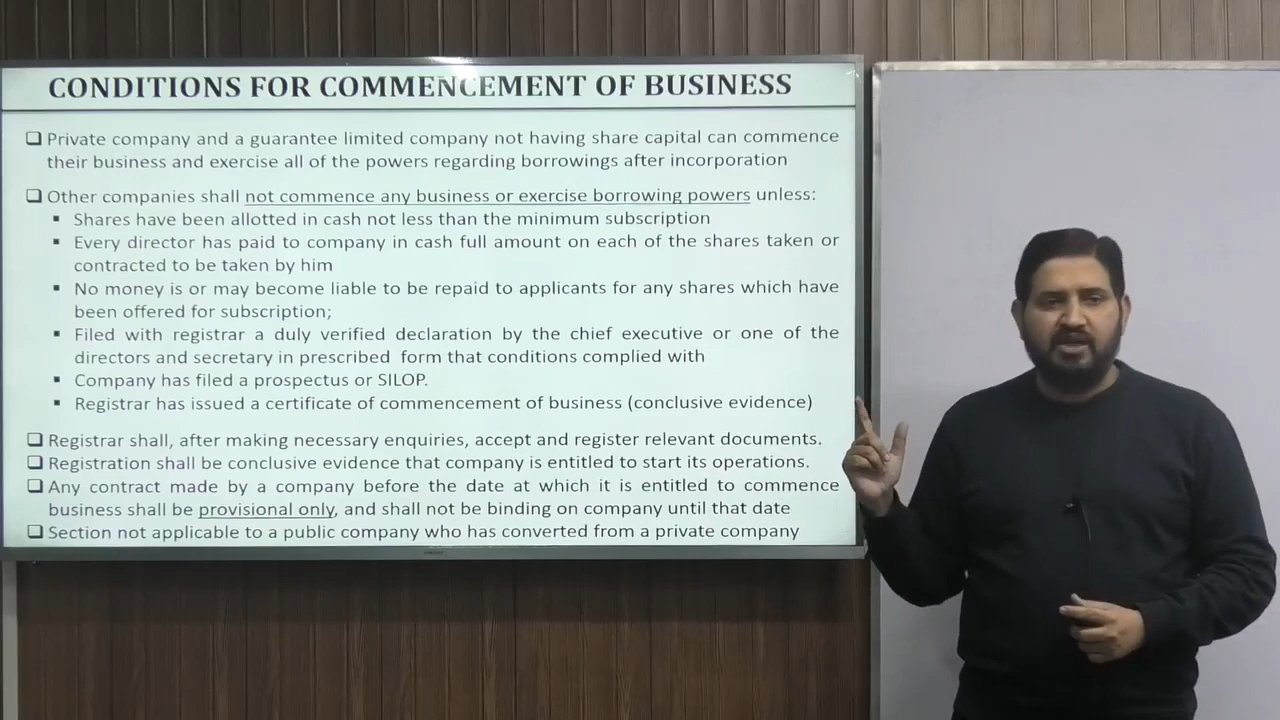 CONDITIONS FOR COMMENCEMENT OF BUSINESS
❑ Private company and a guarantee limited company not having share capital can commence
their business and exercise all of the powers regarding borrowings after incorporation
❑ Other companies shall not commence any business or exercise borrowing powers unless:
▪ Shares have been allotted in cash not less than the minimum subscription
▪ Every director has paid to company in cash full amount on each of the shares taken or
contracted to be taken by him
▪ No money is or may become liable to be repaid to applicants for any shares which have
been offered for subscription;
▪ Filed with registrar a duly verified declaration by the chief executive or one of the
directors and secretary in prescribed form that conditions complied with
▪ Company has filed a prospectus or SILOP.
▪ Registrar has issued a certificate of commencement of business (conclusive evidence)
❑ Registrar shall, after making necessary enquiries, accept and register relevant documents.
❑ Registration shall be conclusive evidence that company is entitled to start its operations.
❑ Any contract made by a company before the date at which it is entitled to commence
business shall be provisional only, and shall not be binding on company until that date
❑ Section not applicable to a public company who has converted from a private company